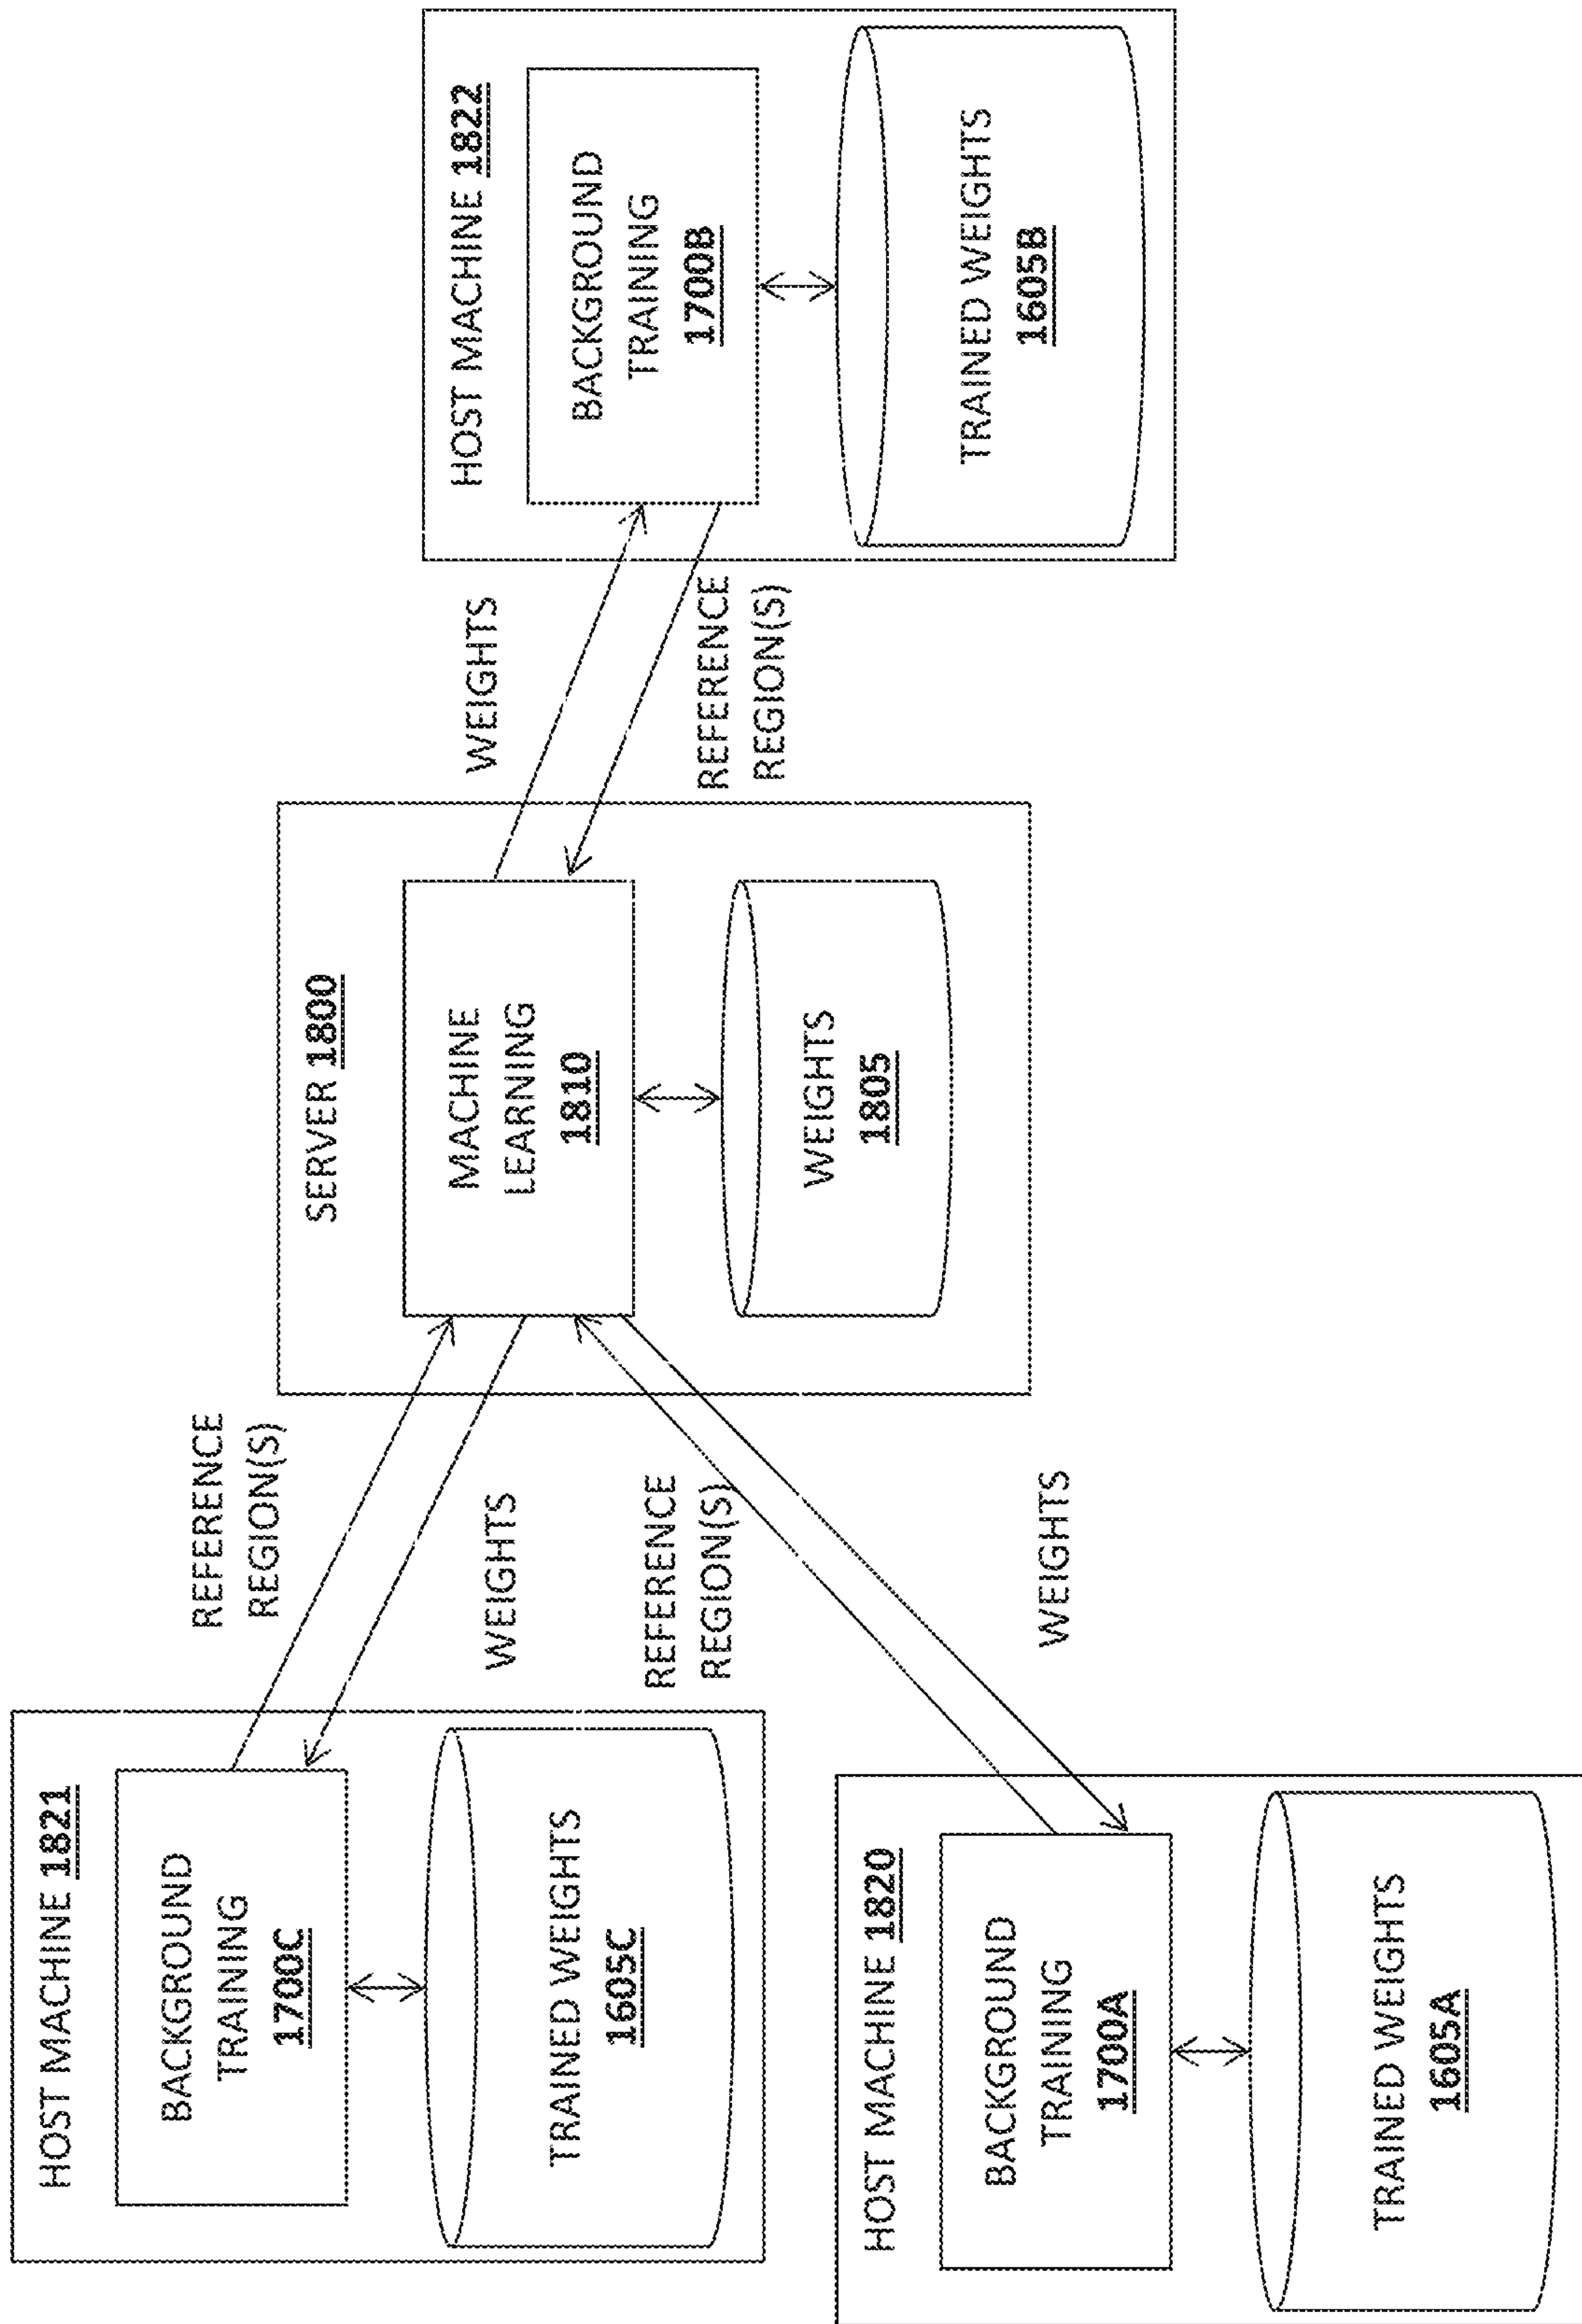 HOST MACHINE 1821
BACKGROUND
TRAINING
1700C
TRAINED WEIGHTS
1605C
REFERENCE
REGION(S)
WEIGHTS
SERVER 1800
MACHINE
LEARNING
1810
WEIGHTS
1805
WEIGHTS
REFERENCE
REGION(S)
HOST MACHINE 1822
BACKGROUND
TRAINING
1700B
TRAINED WEIGHTS
1605B
REFERENCE
REGION(S)
WEIGHTS
HOST MACHINE 1820
BACKGROUND
TRAINING
1700A
TRAINED WEIGHTS
1605A